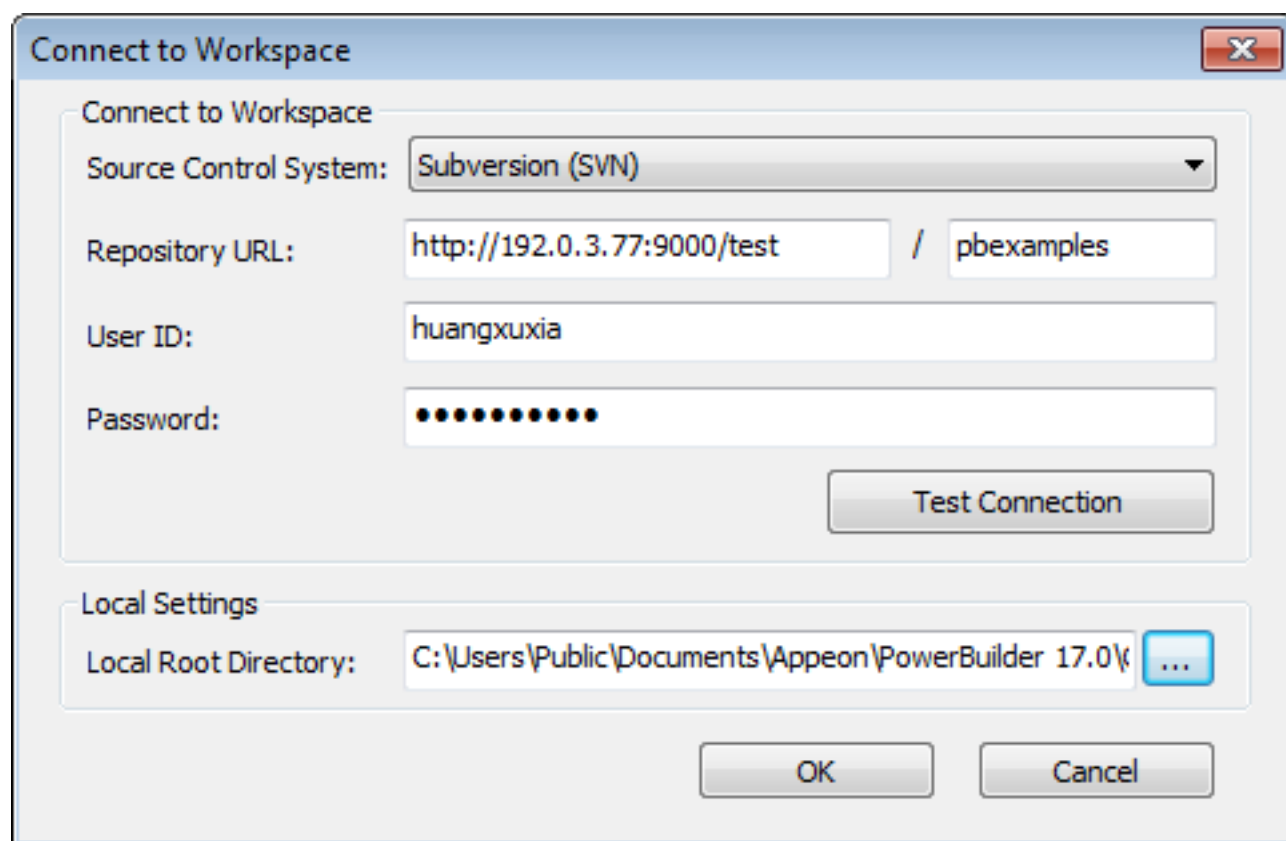 Connect to Workspace
Connect to Workspace
Source Control System: Subversion (SVN)
Repository URL: http://192.0.3.77:9000/test / pbexamples
User ID: huangxuxia
Password: ●●●●●●●●●●
Test Connection
Local Settings
Local Root Directory: C:\Users\Public\Documents\Appeon\PowerBuilder 17.0\ ...
OK Cancel